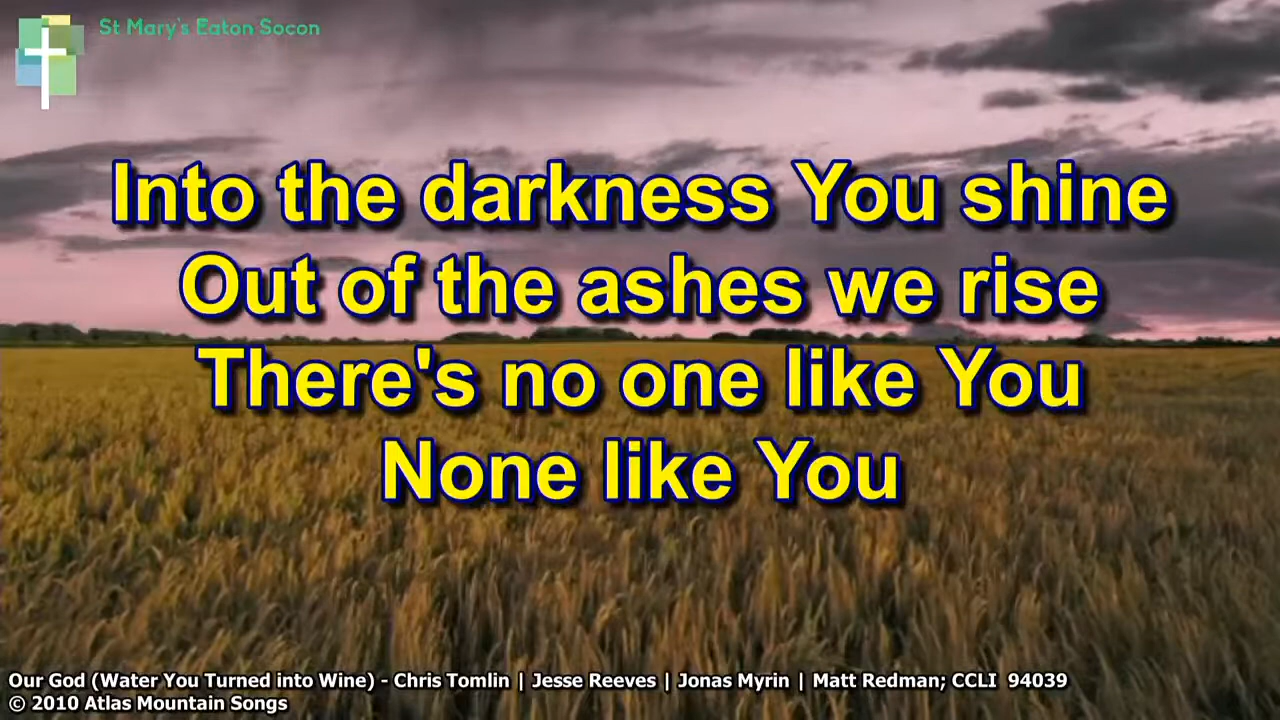 St Mary's Eaton Socon
Into the darkness You shine
Out of the ashes we rise
There's no one like You
None like You
Our God (Water You Turned into Wine) - Chris Tomlin | Jesse Reeves | Jonas Myrin | Matt Redman; CCLI 94039
© 2010 Atlas Mountain Songs